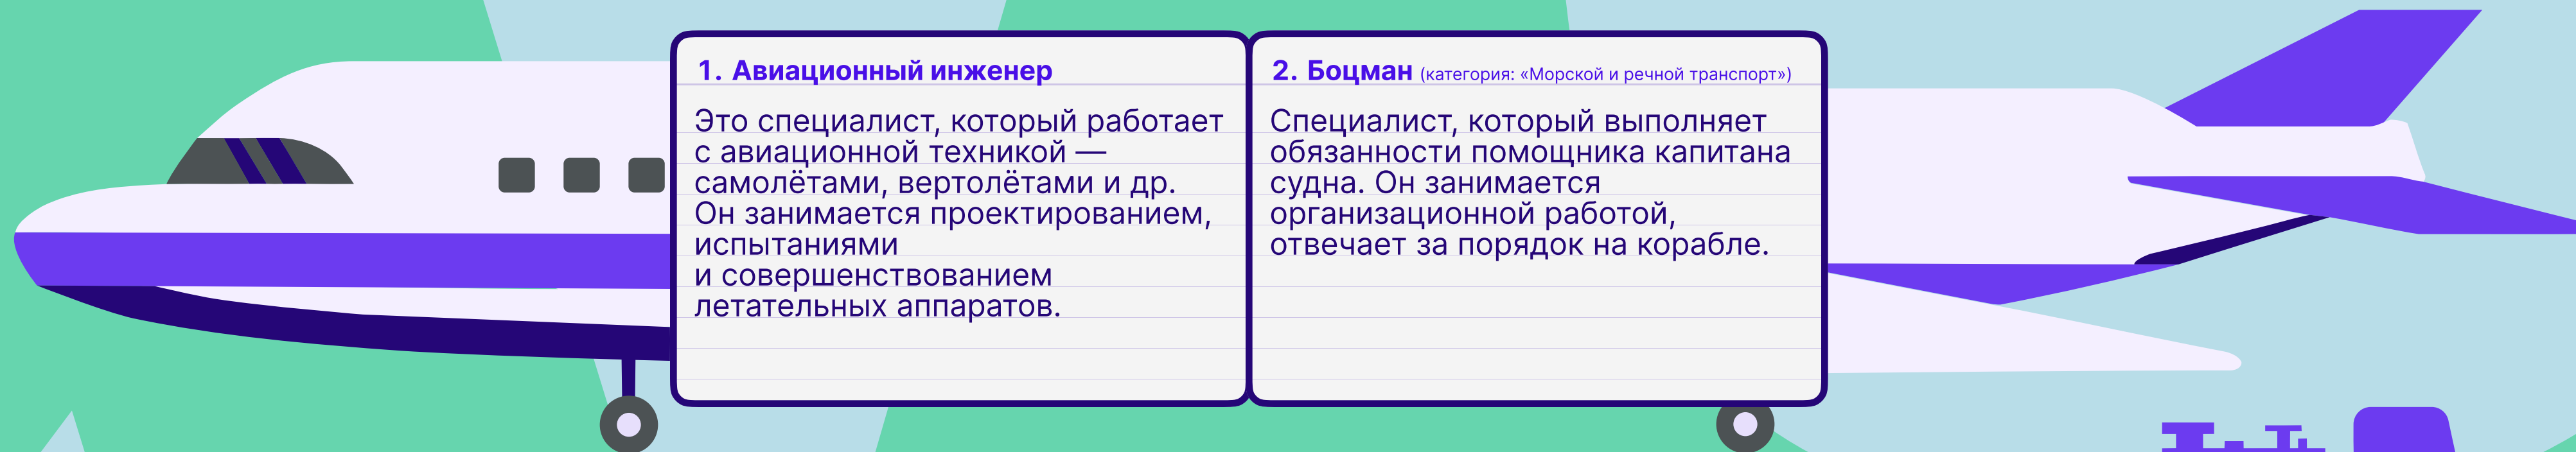 1. Авиационный инженер
Это специалист, который работает
с авиационной техникой —
самолётами, вертолётами и др.
Он занимается проектированием,
испытаниями
и совершенствованием
летательных аппаратов.
2. Боцман (категория: «Морской и речной транспорт»)
Специалист, который выполняет
обязанности помощника капитана
судна. Он занимается
организационной работой,
отвечает за порядок на корабле.